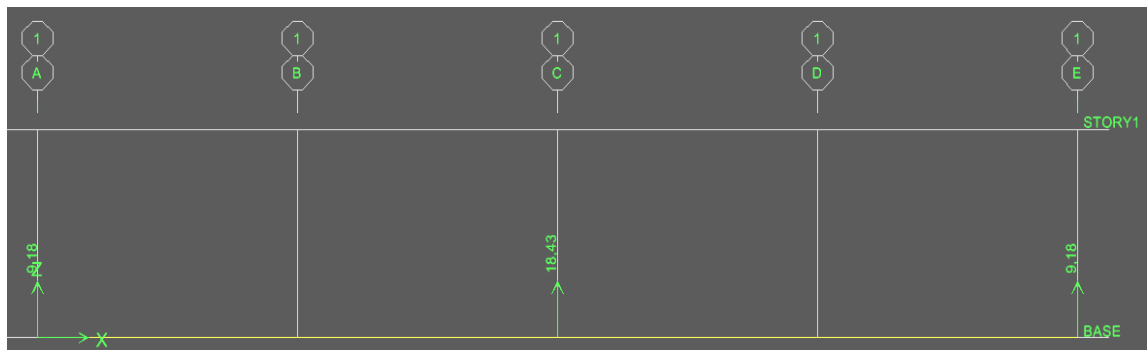 1 1 1 1 1
A B C D E
STORY1
9,18 18,43 9,18
Z
BASE
X